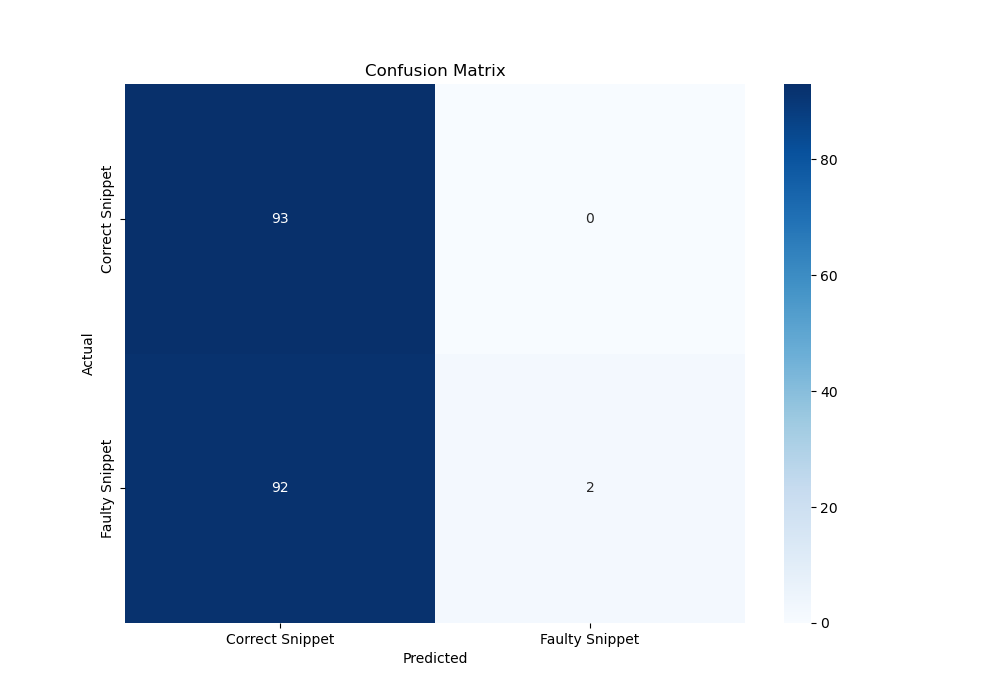 Confusion Matrix
Actual
Correct Snippet
Faulty Snippet
93
0
92
2
Correct Snippet
Faulty Snippet
Predicted
80
60
40
20
0